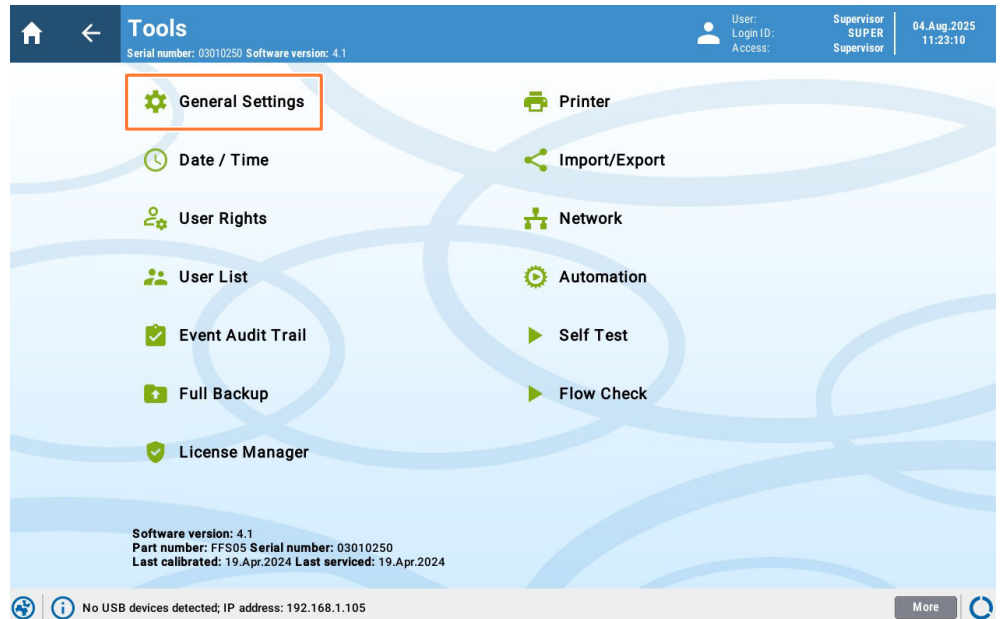 Tools
Serial number: 03010250 Software version: 4.1
User: Supervisor
Login ID: SUPER
Access: Supervisor
04.Aug.2025
11:23:10
General Settings
Date / Time
User Rights
User List
Event Audit Trail
Full Backup
License Manager
Printer
Import/Export
Network
Automation
Self Test
Flow Check
Software version: 4.1
Part number: FFS05 Serial number: 03010250
Last calibrated: 19.Apr.2024 Last serviced: 19.Apr.2024
No USB devices detected; IP address: 192.168.1.105
More